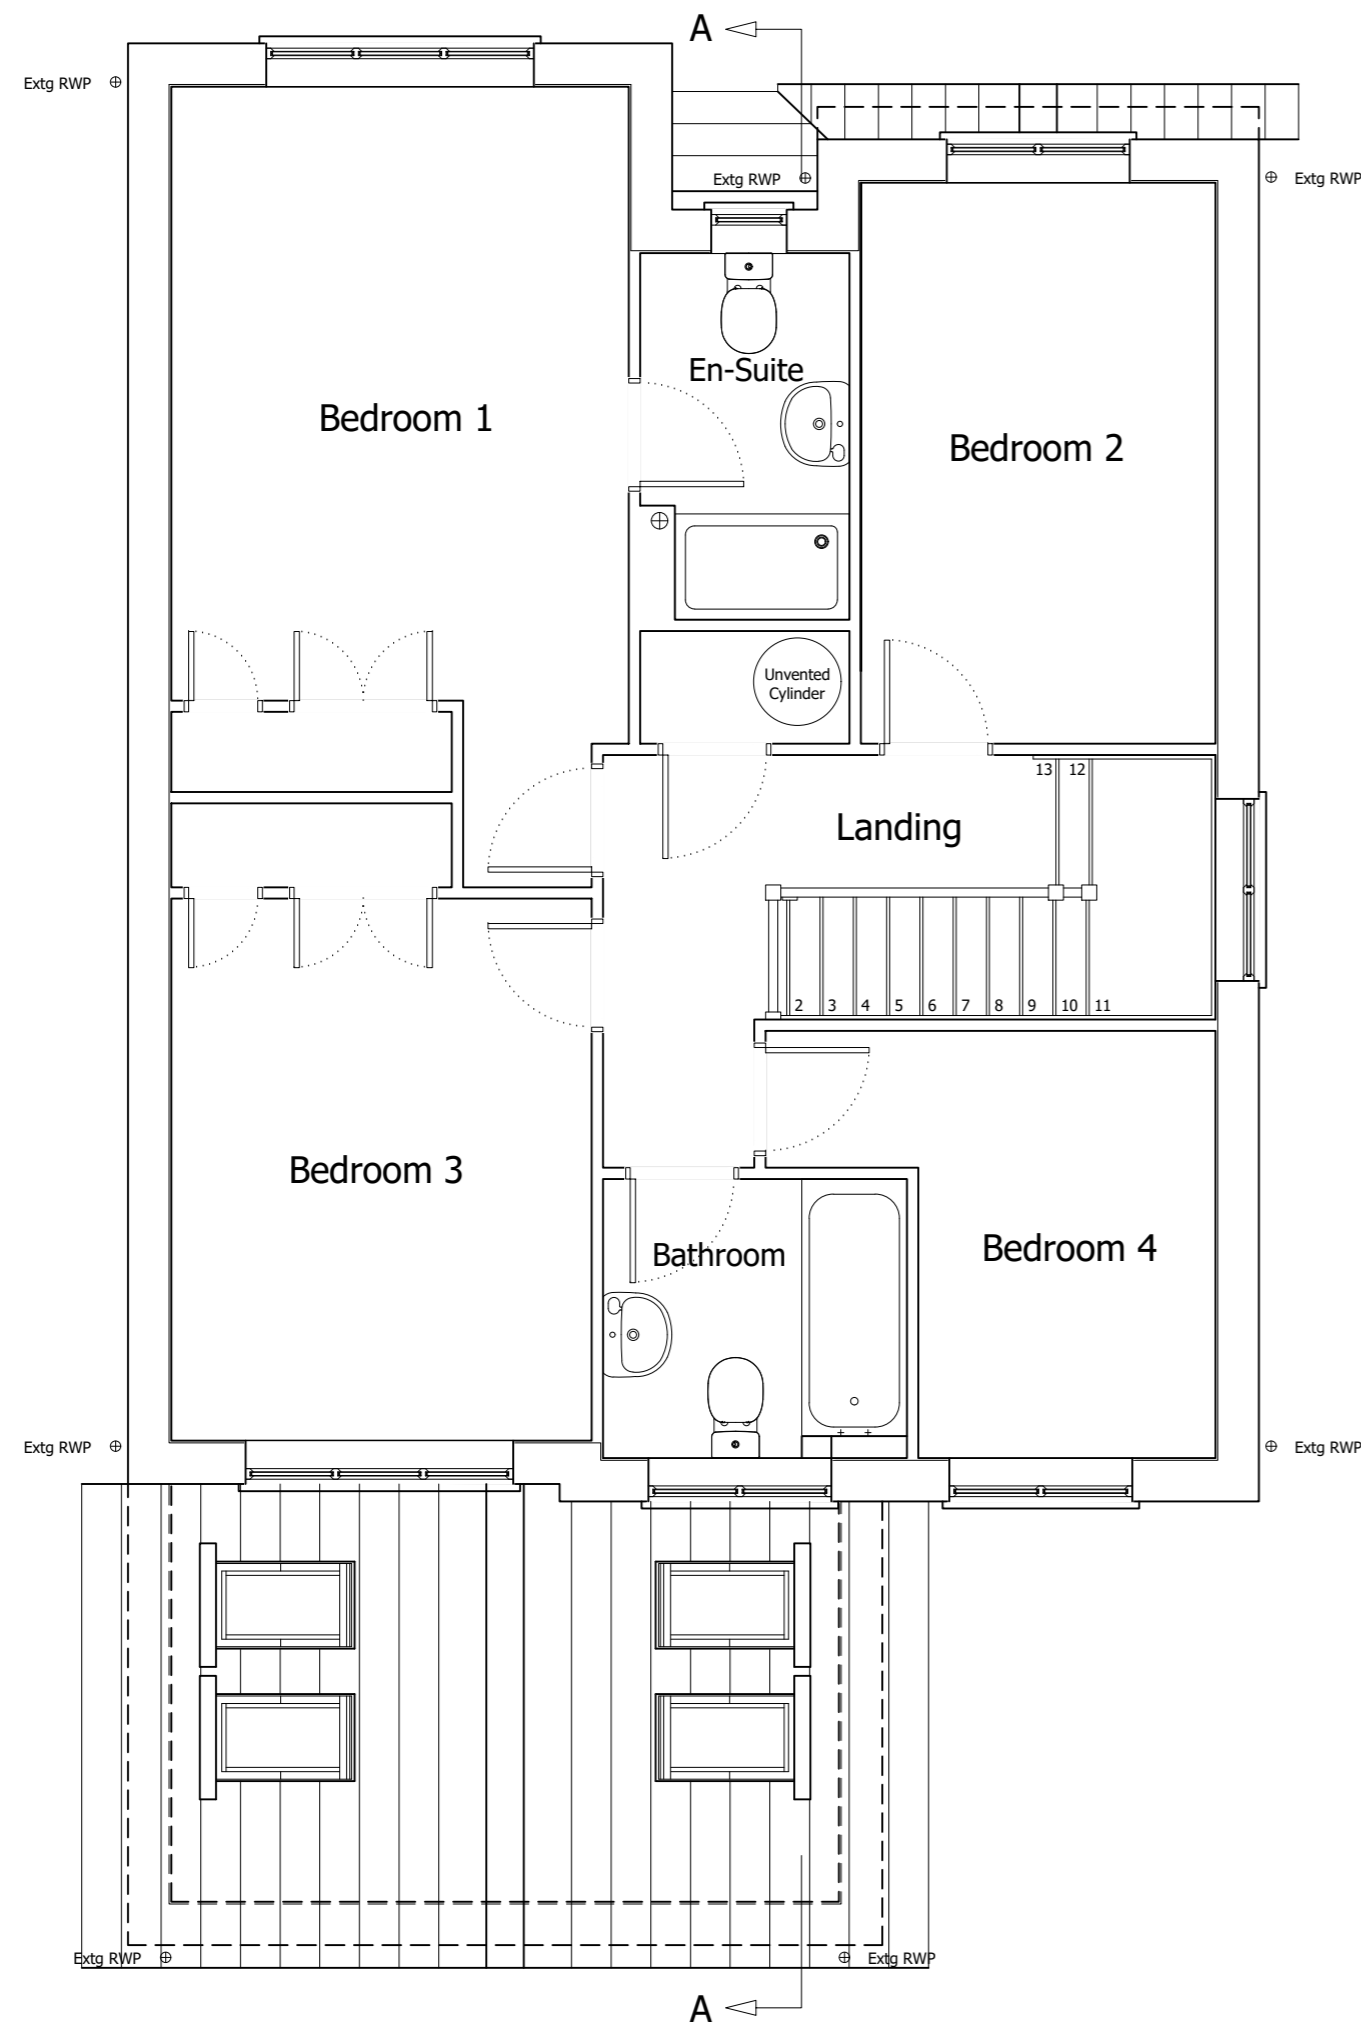 A
Extg RWP
Extg RWP
Extg RWP
En-Suite
Bedroom 1
Bedroom 2
Unvented
Cylinder
13 12
Landing
2 3 4 5 6 7 8 9 10 11
Bedroom 3
Bathroom
Bedroom 4
Extg RWP
Extg RWP
Extg RWP
Extg RWP
A